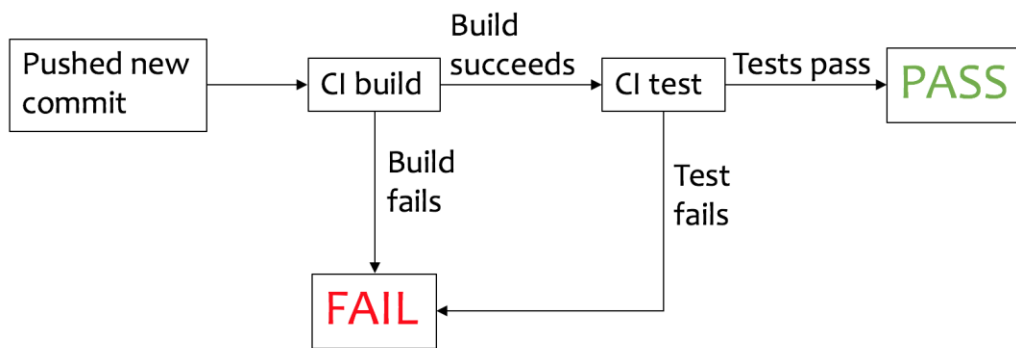 Pushed new
commit
CI build
Build
succeeds
CI test
Tests pass
PASS
Build
fails
Test
fails
FAIL